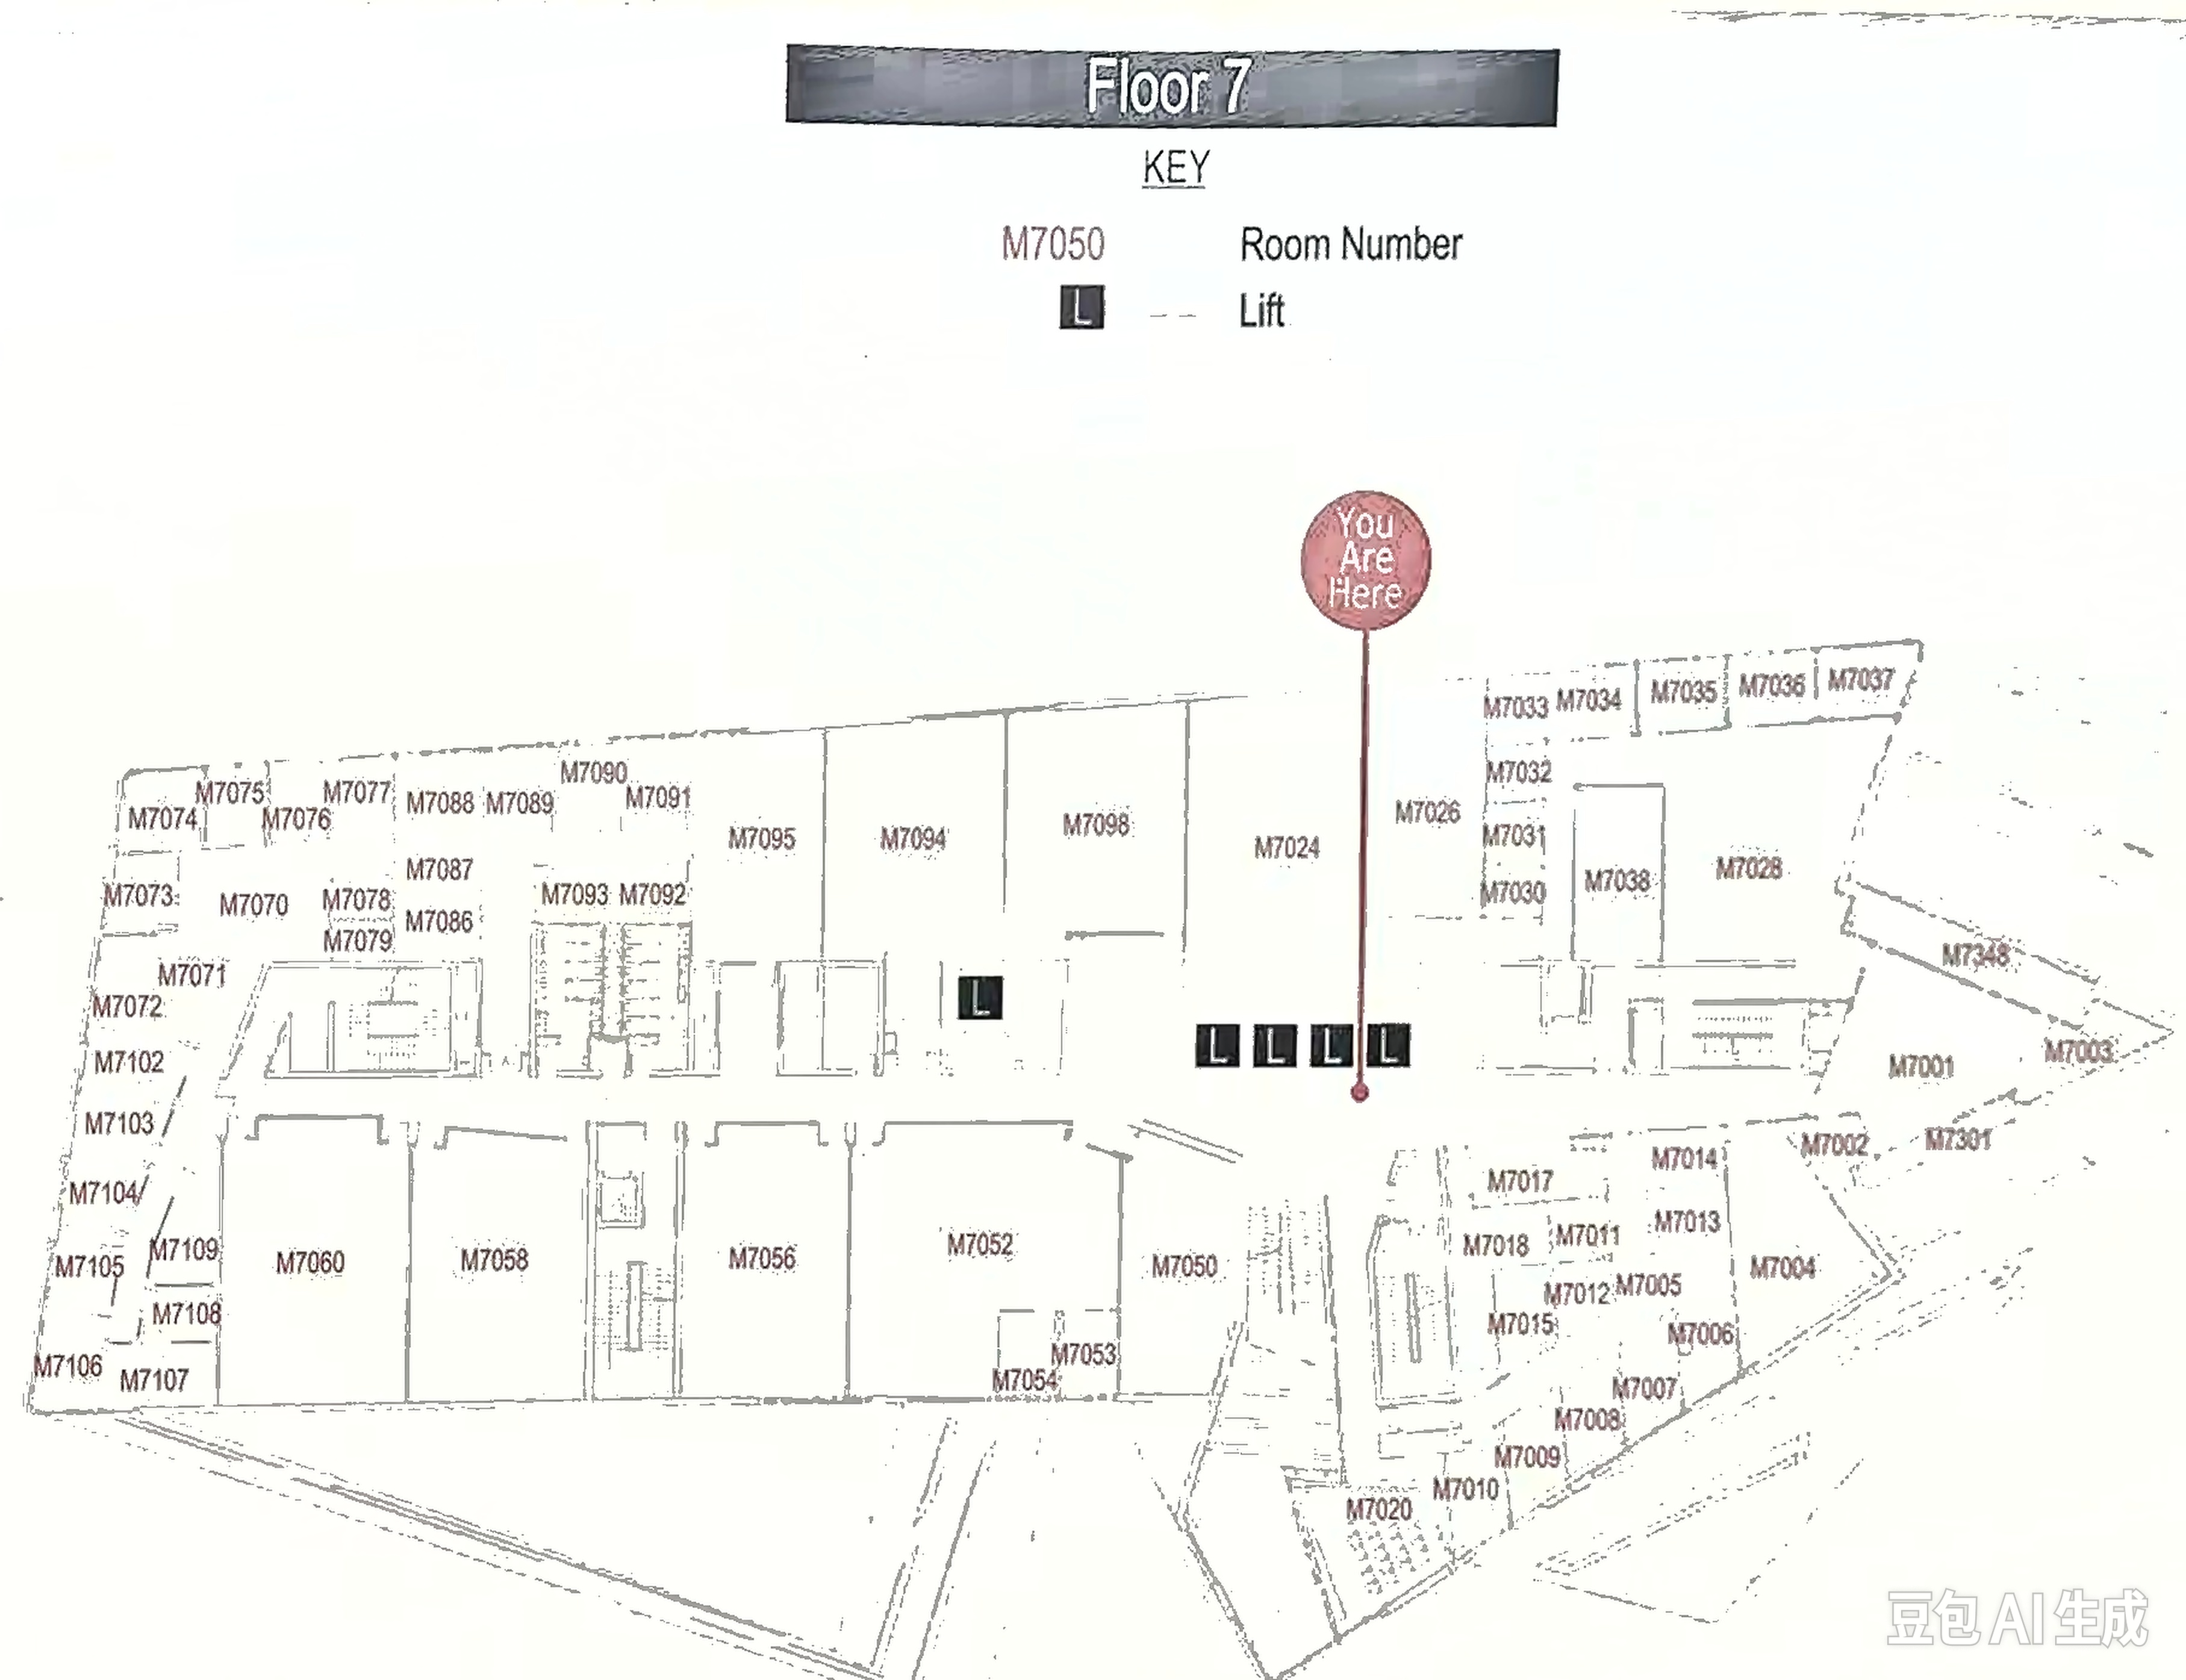 Floor 7
KEY
M7050 Room Number
L Lift
You
Are
Here
M7033 M7034 M7035 M7036 M7037
M7074 M7075 M7076 M7077 M7088 M7089 M7090 M7091
M7095 M7094 M7098 M7024 M7026
M7032
M7031
M7030
M7038 M7028
M7073 M7070 M7078 M7087
M7079 M7086
M7093 M7092
M7071
M7072
L
L L L L
M7348
M7003
M7001
M7002 M7301
M7102
M7103
M7104
M7105 M7109
M7108
M7106 M7107
M7060 M7058 M7056 M7052 M7050
M7053
M7054
M7017 M7014
M7018 M7011 M7013
M7012 M7005 M7004
M7015 M7006
M7007
M7008
M7009
M7010
M7020
豆包AI生成